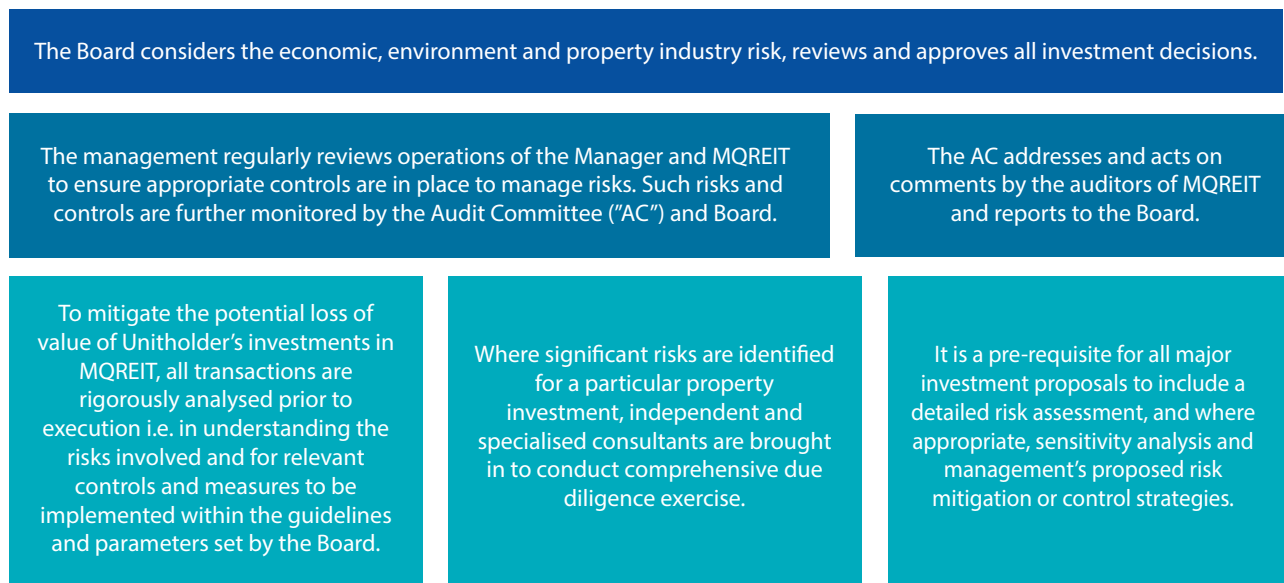 The Board considers the economic, environment and property industry risk, reviews and approves all investment decisions.
The management regularly reviews operations of the Manager and MQREIT
to ensure appropriate controls are in place to manage risks. Such risks and
controls are further monitored by the Audit Committee (”AC”) and Board.
The AC addresses and acts on
comments by the auditors of MQREIT
and reports to the Board.
To mitigate the potential loss of
value of Unitholder’s investments in
MQREIT, all transactions are
rigorously analysed prior to
execution i.e. in understanding the
risks involved and for relevant
controls and measures to be
implemented within the guidelines
and parameters set by the Board.
Where significant risks are identified
for a particular property
investment, independent and
specialised consultants are brought
in to conduct comprehensive due
diligence exercise.
It is a pre-requisite for all major
investment proposals to include a
detailed risk assessment, and where
appropriate, sensitivity analysis and
management’s proposed risk
mitigation or control strategies.